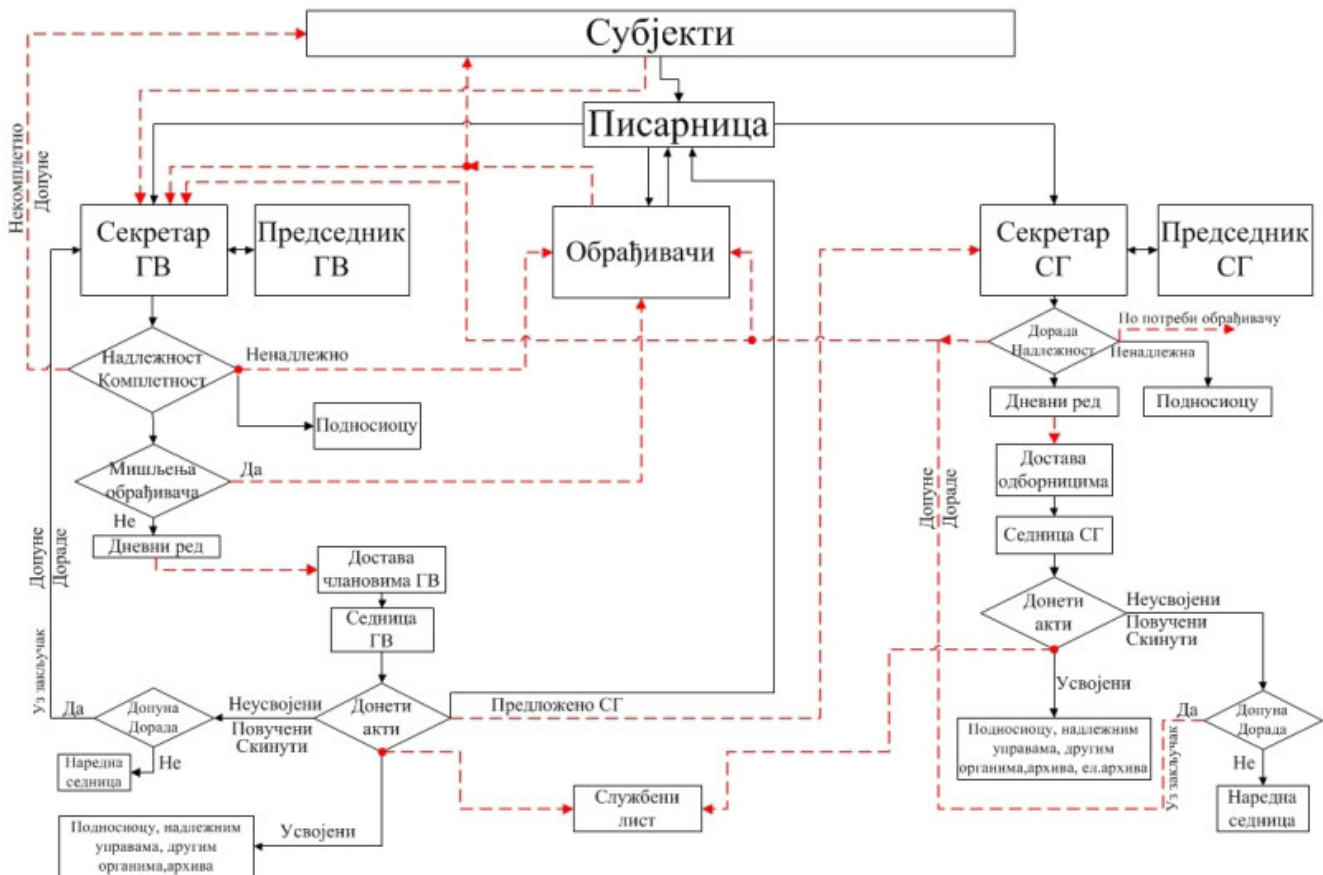 Субјекти
Писарница
Некомплетно
Допуне
Секретар
ГВ
Председник
ГВ
Обрађивачи
Секретар
СГ
Председник
СГ
Надлежност
Комплетност
Ненадлежно
Подносиоцу
Дорада
Надлежност
По потреби обрађивачу
Ненадлежна
Дневни ред
Подносиоцу
Мишљења
обрађивача
Да
Не
Дневни ред
Достава
одборницима
Допуне
Дораде
Седница СГ
Допуне
Дораде
Достава
члановима ГВ
Седница
ГВ
Донети
акти
Неусвојени
Повучени
Скинути
Усвојени
Уз закључак
Да
Допуна
Дорада
Неусвојени
Повучени
Скинути
Донети
акти
Предложено СГ
Не
Наредна
седница
Подносиоцу, надлежним
управама, другим
органима,архива, ел.архива
Да
Уз закључак
Допуна
Дорада
Не
Наредна
седница
Службени
лист
Усвојени
Подносиоцу, надлежним
управама, другим
органима,архива